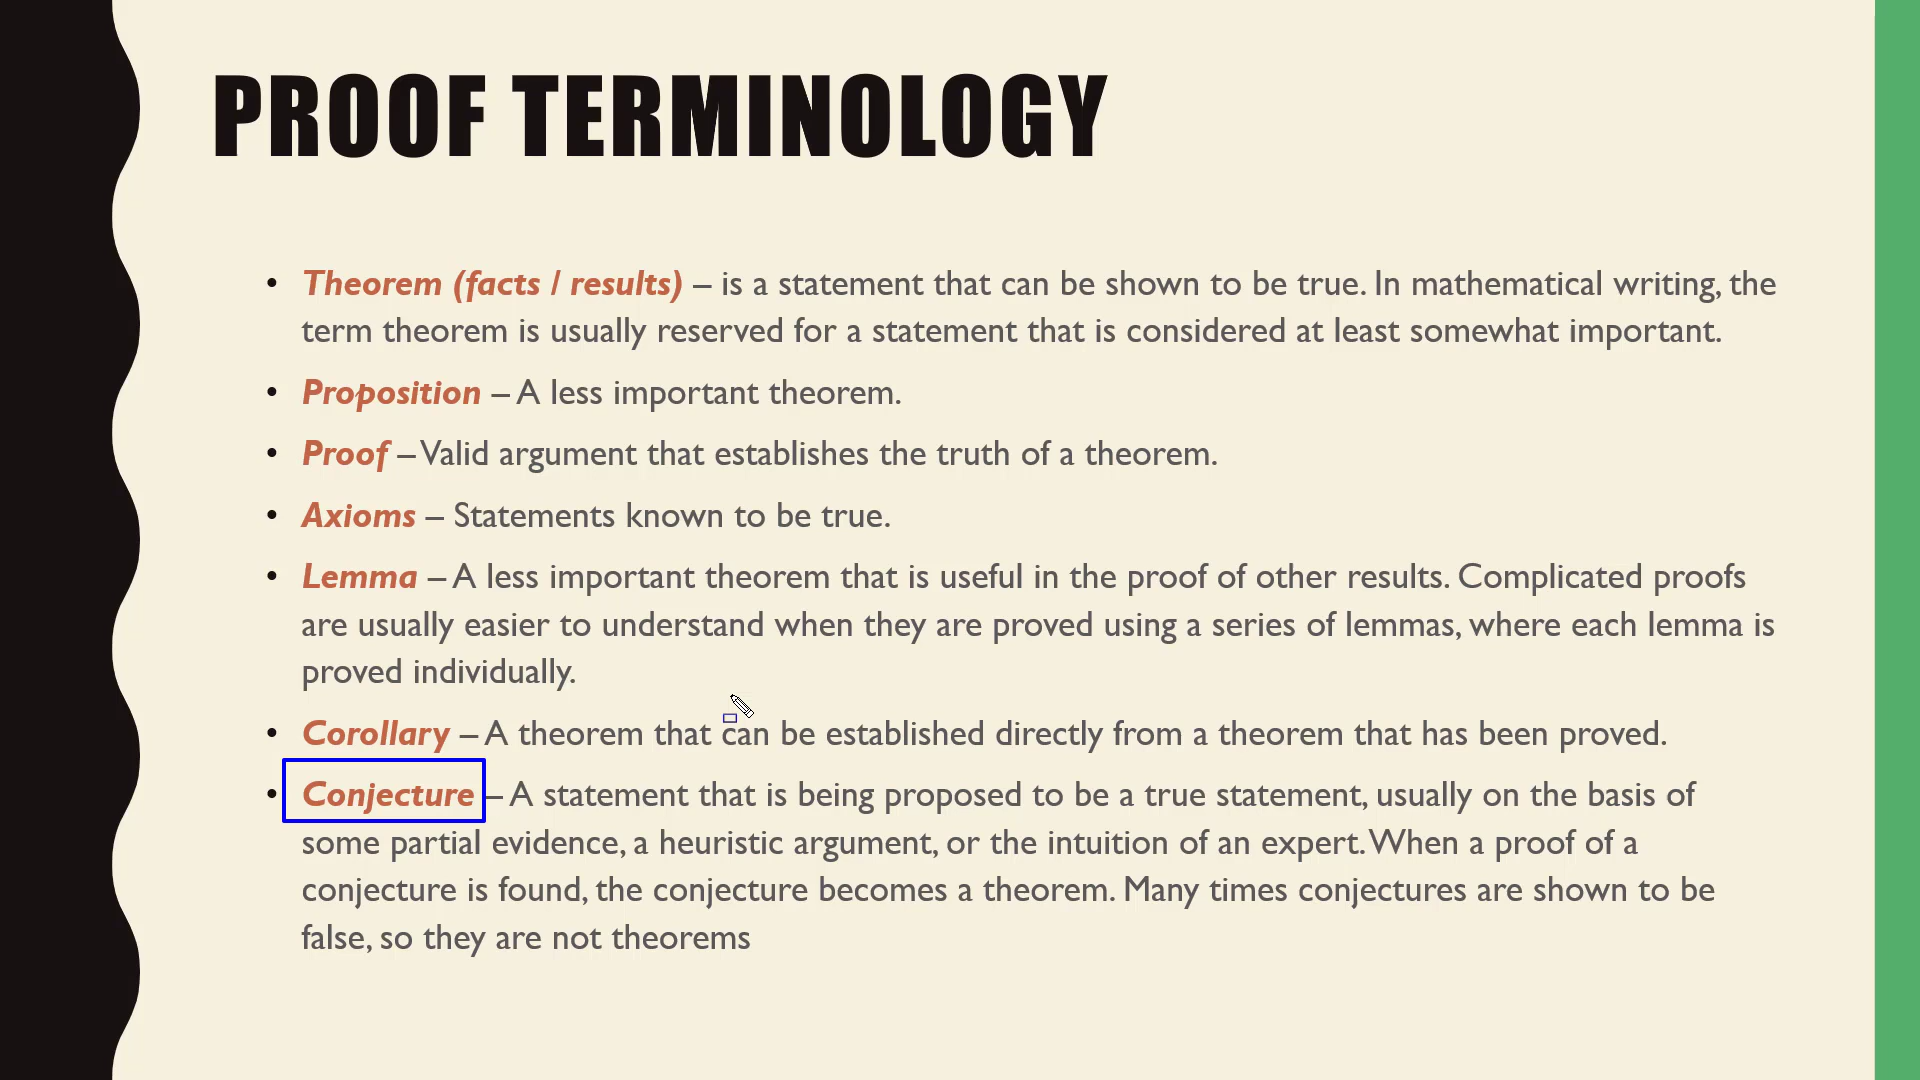 PROOF TERMINOLOGY
• Theorem (facts / results) – is a statement that can be shown to be true. In mathematical writing, the
term theorem is usually reserved for a statement that is considered at least somewhat important.
• Proposition – A less important theorem.
• Proof – Valid argument that establishes the truth of a theorem.
• Axioms – Statements known to be true.
• Lemma – A less important theorem that is useful in the proof of other results. Complicated proofs
are usually easier to understand when they are proved using a series of lemmas, where each lemma is
proved individually.
• Corollary – A theorem that can be established directly from a theorem that has been proved.
• Conjecture – A statement that is being proposed to be a true statement, usually on the basis of
some partial evidence, a heuristic argument, or the intuition of an expert. When a proof of a
conjecture is found, the conjecture becomes a theorem. Many times conjectures are shown to be
false, so they are not theorems